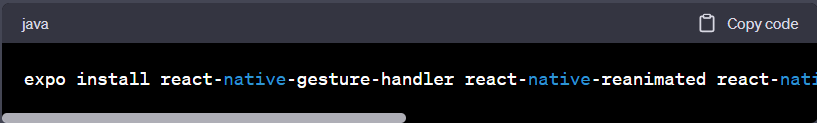 java Copy code
expo install react-native-gesture-handler react-native-reanimated react-nati